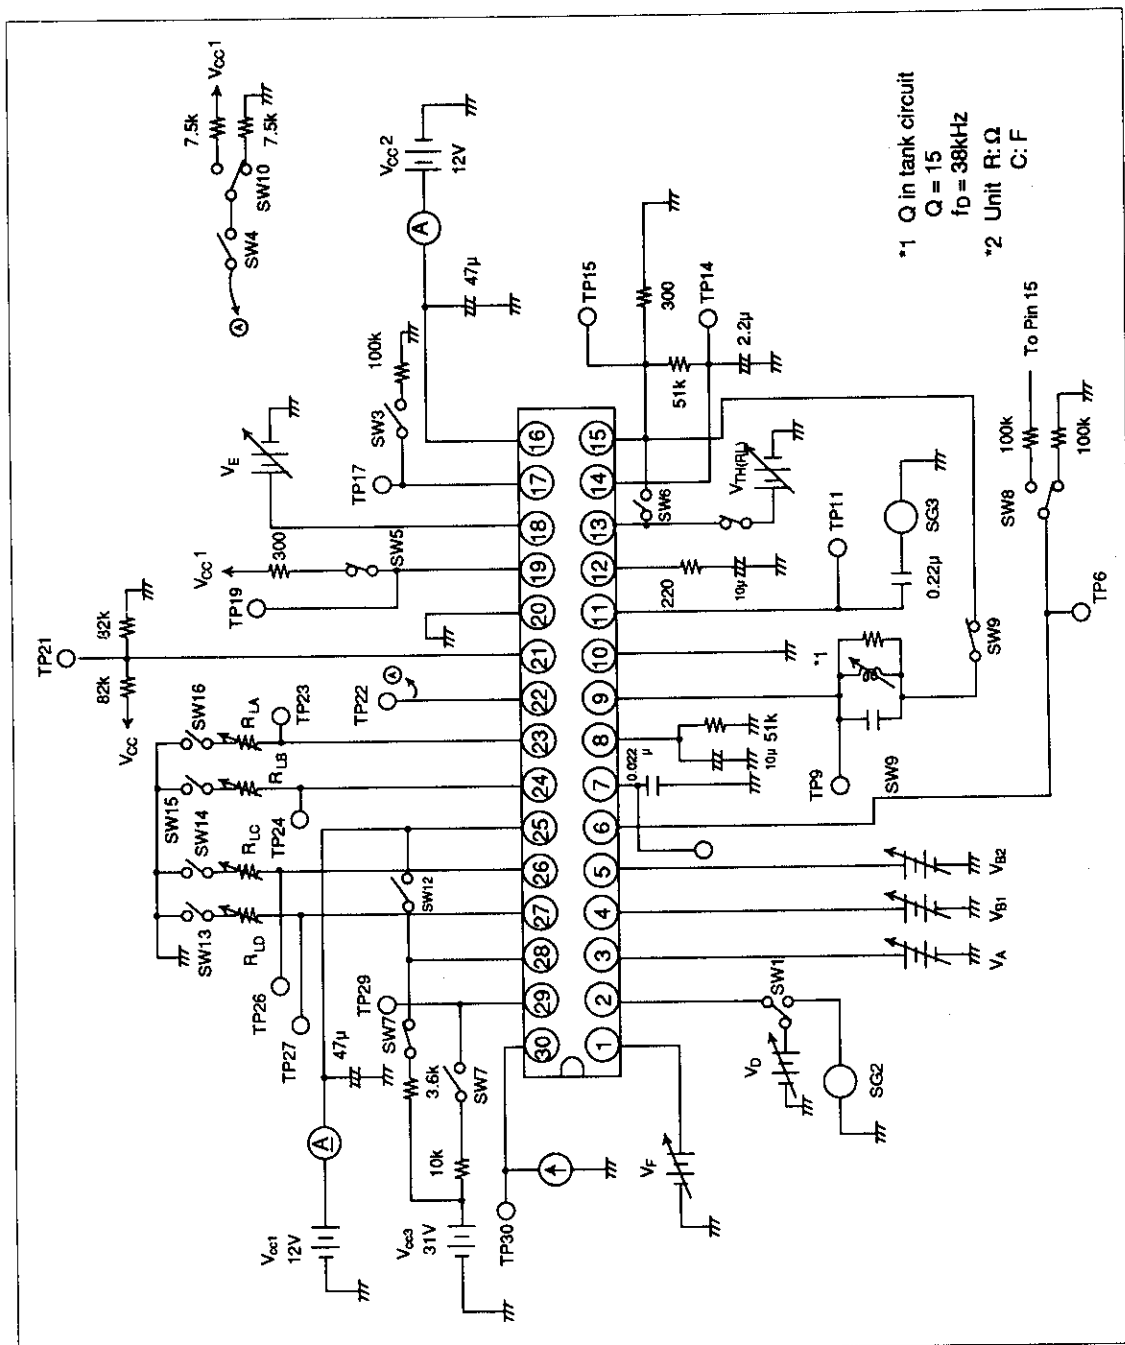 7.5k
Vcc1
7.5k
SW10
SW4
A
Vcc2
12V
A
47μ
100k
SW3
TP17
VE
Vcc1
300
SW5
TP19
TP21
82k
82k
Vcc
SW16
RLA
TP23
TP22
A
SW15
RLB
TP24
SW14
RLC
TP26
SW13
RLD
TP27
SW12
TP29
SW7
3.6k
SW7
10k
47μ
A
Vcc1
12V
Vcc3
31V
TP30
30
29
28
27
26
25
24
23
22
21
20
19
18
17
16
1
2
3
4
5
6
7
8
9
10
11
12
13
14
15
VF
VD
SW1
SG2
VA
VB1
VB2
0.022
μ
10μ
51k
TP9
SW9
*1
SW9
TP11
0.22μ
SG3
220
10μ
SW6
VTH(RL)
51k
TP15
300
TP14
2.2μ
TP6
SW8
100k
100k
To Pin 15
*1 Q in tank circuit
Q = 15
fD = 38kHz
*2 Unit R: Ω
C: F